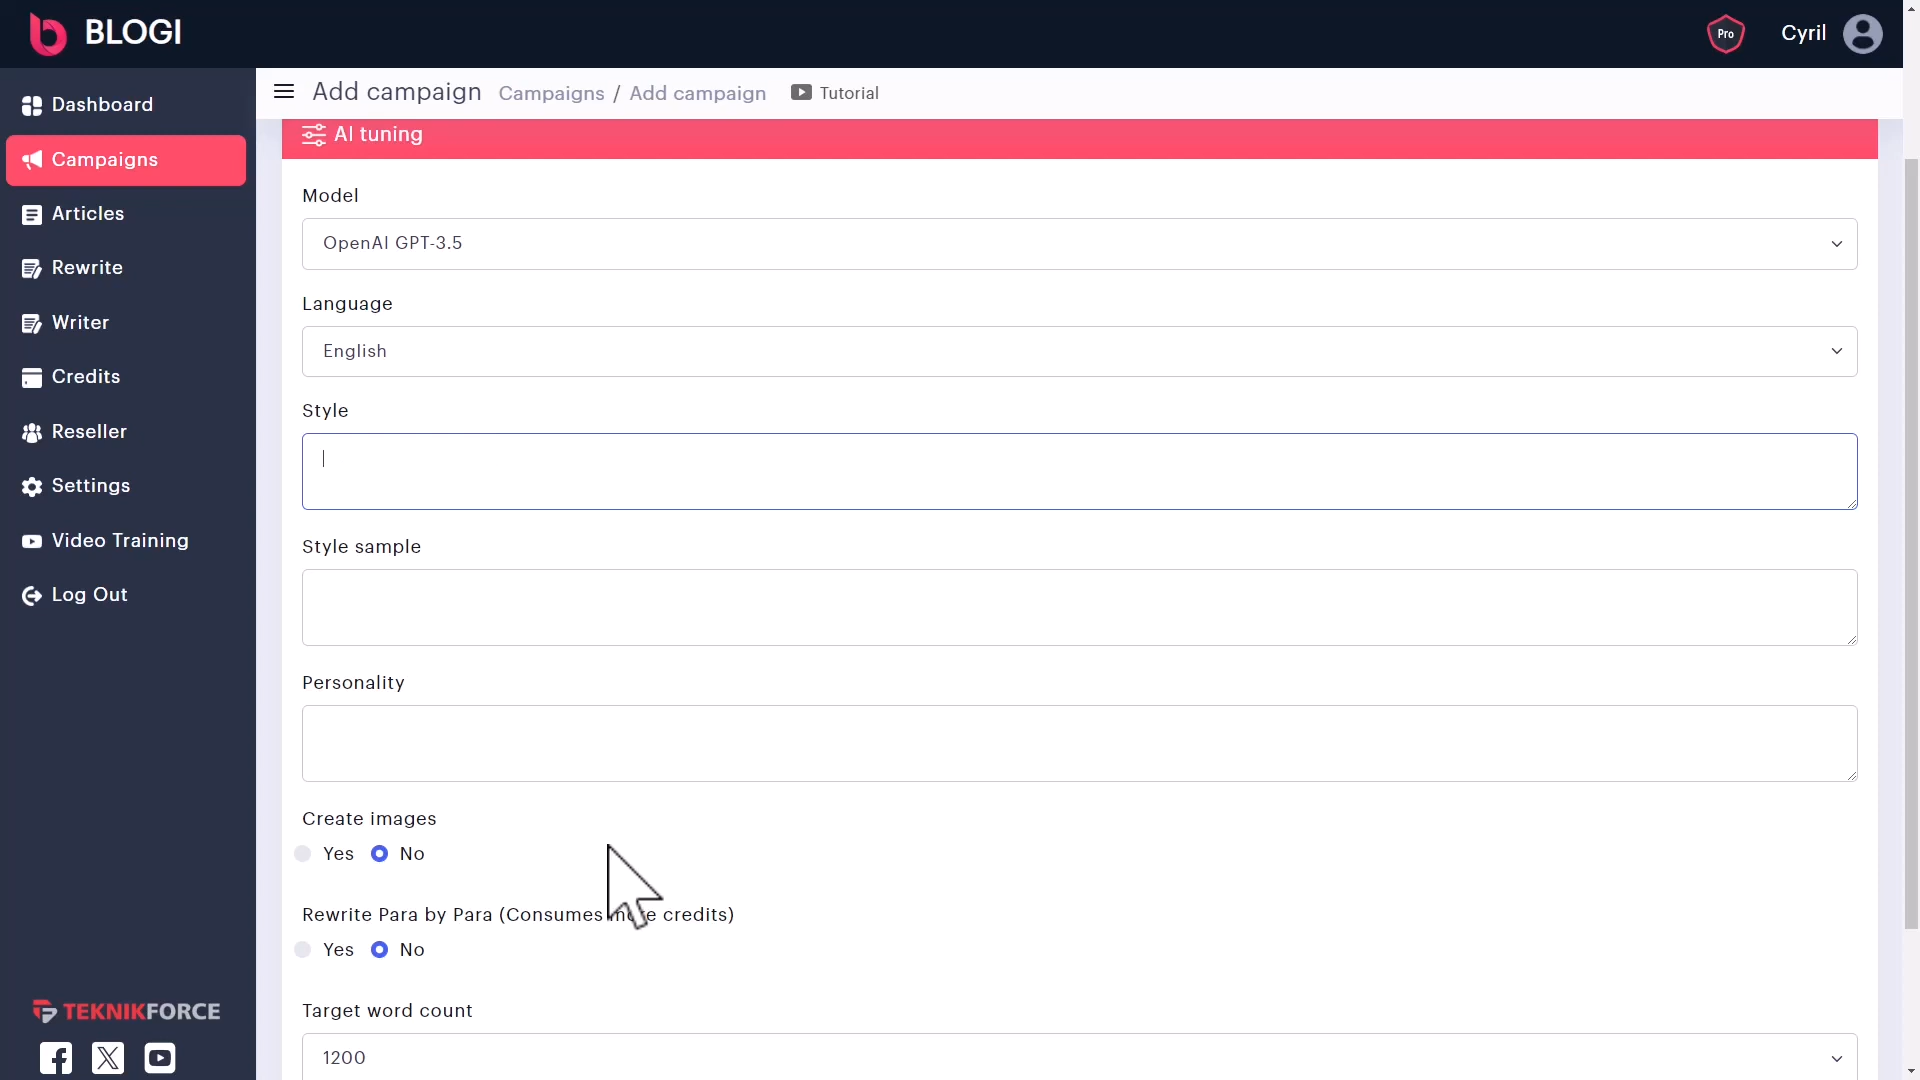 BLOGI
Pro
Cyril
Dashboard
Campaigns
Articles
Rewrite
Writer
Credits
Reseller
Settings
Video Training
Log Out
TEKNIKFORCE
Add campaign Campaigns / Add campaign Tutorial
AI tuning
Model
OpenAI GPT-3.5
Language
English
Style
Style sample
Personality
Create images
Yes No
Rewrite Para by Para (Consumes more credits)
Yes No
Target word count
1200